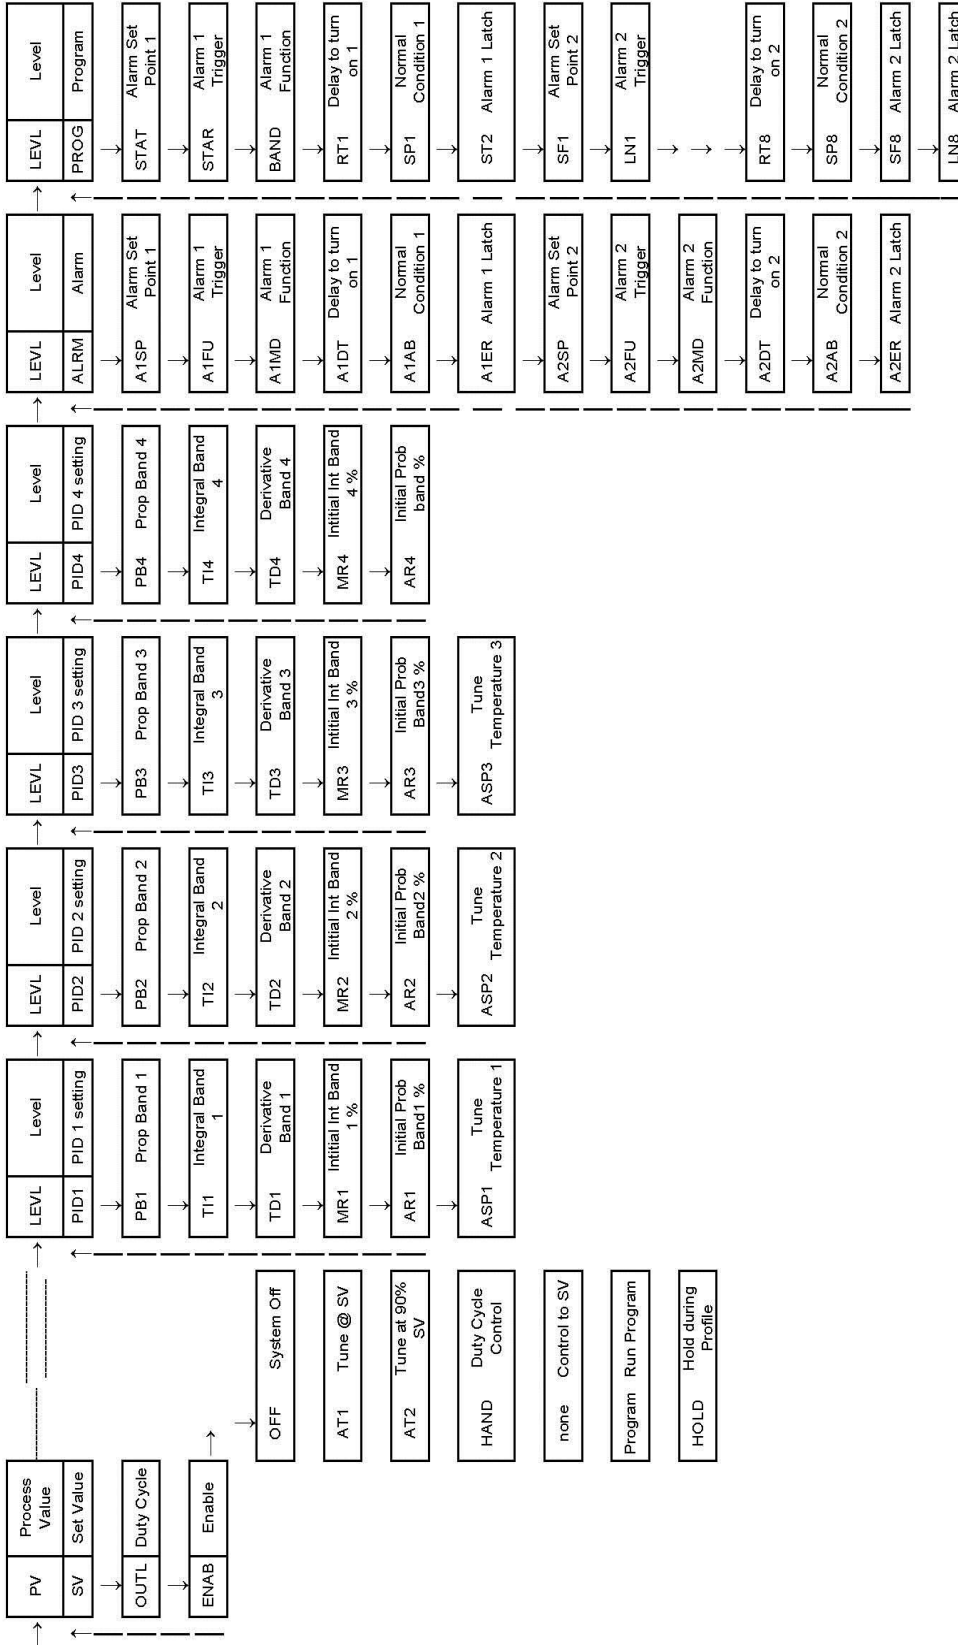 PV Process Value
SV Set Value
OUTL Duty Cycle
ENAB Enable
OFF System Off
AT1 Tune @ SV
AT2 Tune at 90% SV
HAND Duty Cycle Control
none Control to SV
Program Run Program
HOLD Hold during Profile
LEVL Level
PID1 PID 1 setting
PB1 Prop Band 1
TI1 Integral Band 1
TD1 Derivative Band 1
MR1 Intitial Int Band 1 %
AR1 Initial Prob Band1 %
ASP1 Tune Temperature 1
LEVL Level
PID2 PID 2 setting
PB2 Prop Band 2
TI2 Integral Band 2
TD2 Derivative Band 2
MR2 Intitial Int Band 2 %
AR2 Initial Prob Band2 %
ASP2 Tune Temperature 2
LEVL Level
PID3 PID 3 setting
PB3 Prop Band 3
TI3 Integral Band 3
TD3 Derivative Band 3
MR3 Intitial Int Band 3 %
AR3 Initial Prob Band3 %
ASP3 Tune Temperature 3
LEVL Level
PID4 PID 4 setting
PB4 Prop Band 4
TI4 Integral Band 4
TD4 Derivative Band 4
MR4 Intitial Int Band 4 %
AR4 Initial Prob band %
LEVL Level
ALRM Alarm
A1SP Alarm Set Point 1
A1FU Alarm 1 Trigger
A1MD Alarm 1 Function
A1DT Delay to turn on 1
A1AB Normal Condition 1
A1ER Alarm 1 Latch
A2SP Alarm Set Point 2
A2FU Alarm 2 Trigger
A2MD Alarm 2 Function
A2DT Delay to turn on 2
A2AB Normal Condition 2
A2ER Alarm 2 Latch
LEVL Level
PROG Program
STAT Alarm Set Point 1
STAR Alarm 1 Trigger
BAND Alarm 1 Function
RT1 Delay to turn on 1
SP1 Normal Condition 1
ST2 Alarm 1 Latch
SF1 Alarm Set Point 2
LN1 Alarm 2 Trigger
RT8 Delay to turn on 2
SP8 Normal Condition 2
SF8 Alarm 2 Latch
LN8 Alarm 2 Latch